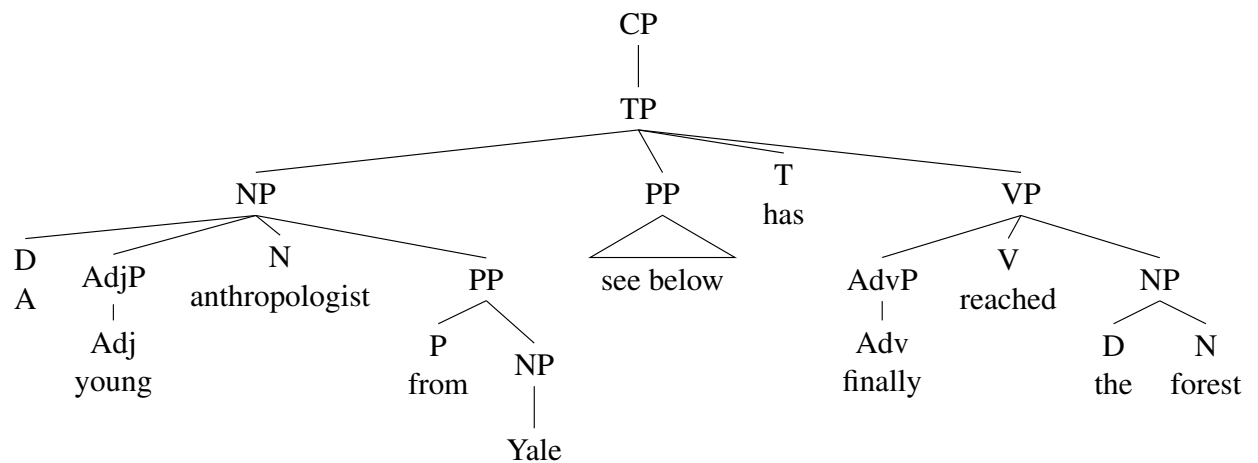 CP
TP
NP PP T VP
has
D AdjP N PP see below AdvP V NP
A anthropologist reached
Adj P NP Adv D N
young from finally the forest
Yale